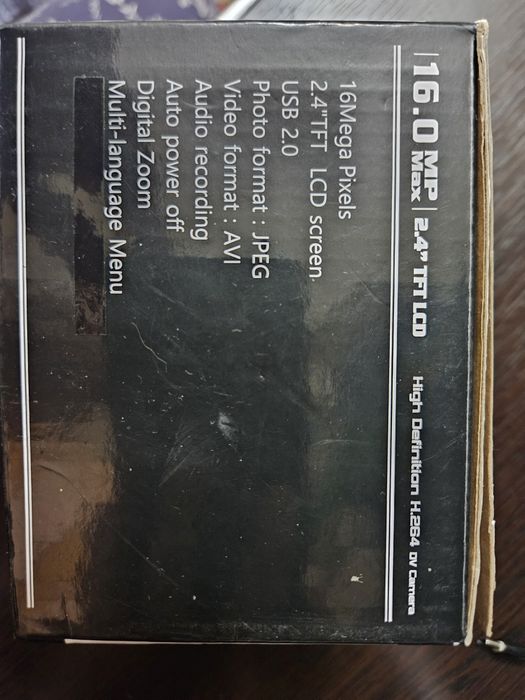 |16.0 MP Max| 2.4" TFT LCD High Definition H.264 DV Camera
16Mega Pixels
2.4"TFT LCD screen.
USB 2.0
Photo format : JPEG
Video format : AVI
Audio recording
Auto power off
Digital Zoom
Multi-language Menu